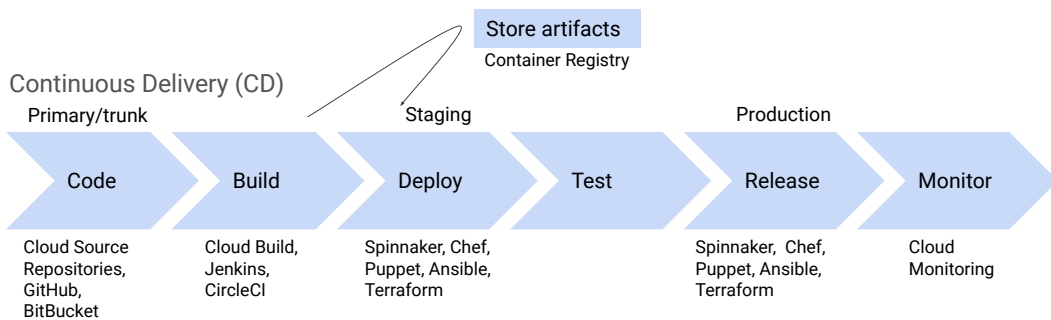 Store artifacts
Container Registry
Continuous Delivery (CD)
Primary/trunk
Staging
Production
Code
Build
Deploy
Test
Release
Monitor
Cloud Source
Repositories,
GitHub,
BitBucket
Cloud Build,
Jenkins,
CircleCI
Spinnaker, Chef,
Puppet, Ansible,
Terraform
Spinnaker, Chef,
Puppet, Ansible,
Terraform
Cloud
Monitoring